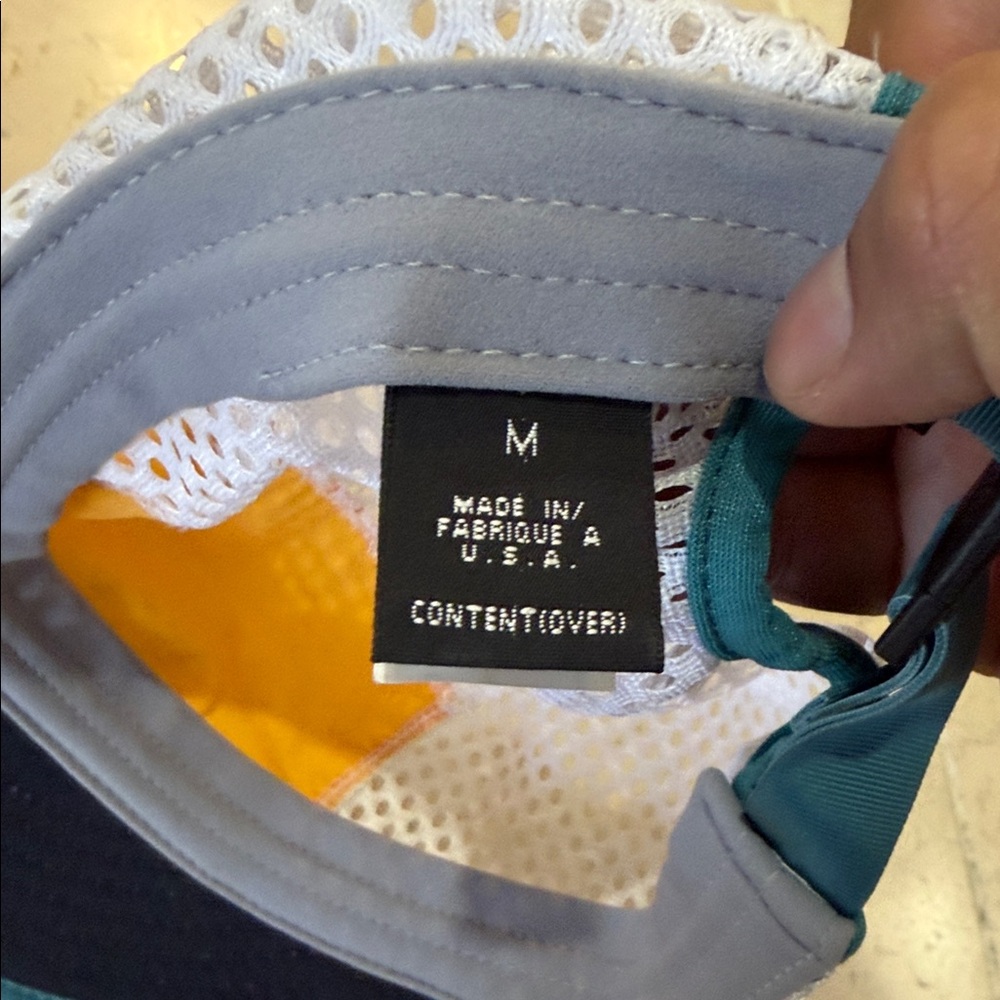 M
MADE IN/
FABRIQUE A
U.S.A.
CONTENT(OVER)